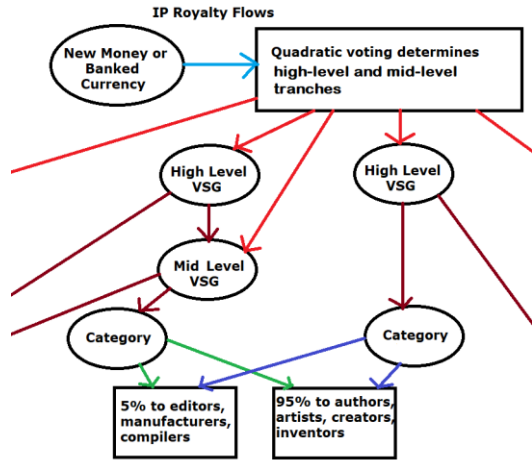 IP Royalty Flows
New Money or
Banked
Currency
Quadratic voting determines
high-level and mid-level
tranches
High Level
VSG
High Level
VSG
Mid Level
VSG
Category
Category
5% to editors,
manufacturers,
compilers
95% to authors,
artists, creators,
inventors